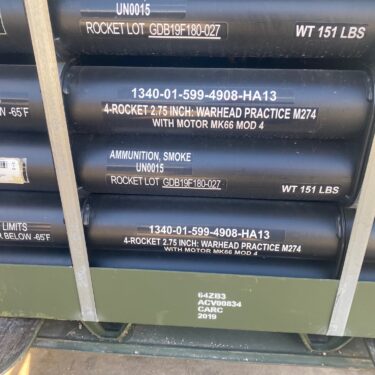 UN0015
ROCKET LOT GDB19F180-027
WT 151 LBS
-65°F
1340-01-599-4908-HA13
4-ROCKET 2.75 INCH: WARHEAD PRACTICE M274
WITH MOTOR MK66 MOD 4
AMMUNITION, SMOKE
UN0015
ROCKET LOT GDB19F180-027
WT 151 LBS
LIMITS
BELOW -65°F
1340-01-599-4908-HA13
4-ROCKET 2.75 INCH: WARHEAD PRACTICE M274
WITH MOTOR MK66 MOD 4
64ZB3
ACV00834
CARC
2019